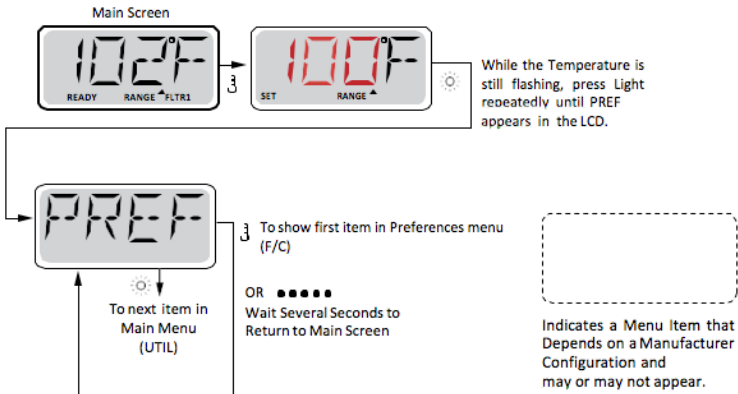 Main Screen
102°F
READY RANGE FLTR1
100°F
SET RANGE
While the Temperature is
still flashing, press Light
repeatedly until PREF
appears in the LCD.
PREF
To show first item in Preferences menu
(F/C)
To next item in
Main Menu
(UTIL)
OR
Wait Several Seconds to
Return to Main Screen
Indicates a Menu Item that
Depends on a Manufacturer
Configuration and
may or may not appear.